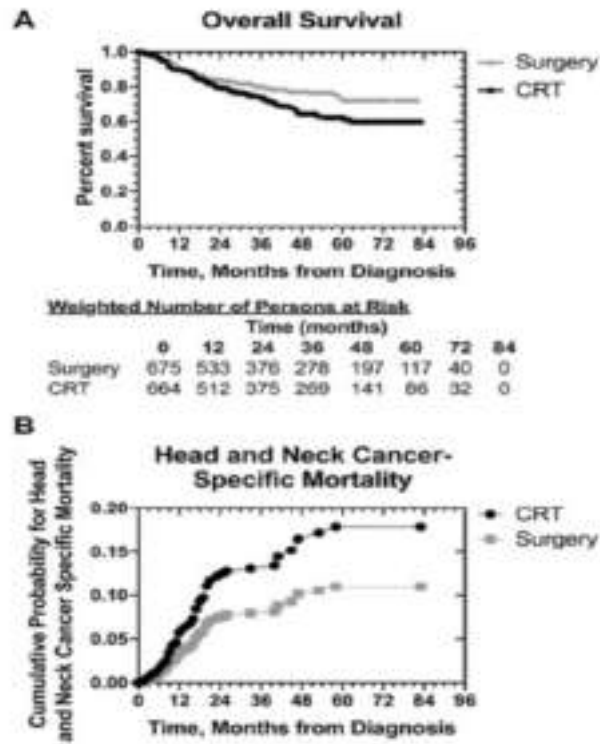 A
Overall Survival
Percent survival
1.0
0.8
0.6
0.4
0.2
0.0
Surgery
CRT
0 12 24 36 48 60 72 84 96
Time, Months from Diagnosis
Weighted Number of Persons at Risk
Time (months)
0 12 24 36 48 60 72 84
Surgery 675 533 376 278 197 117 40 0
CRT 664 512 375 269 141 86 32 0
B
Head and Neck Cancer-
Specific Mortality
Cumulative Probability for Head
and Neck Cancer Specific Mortality
0.20
0.15
0.10
0.05
0.00
CRT
Surgery
0 12 24 36 48 60 72 84 96
Time, Months from Diagnosis